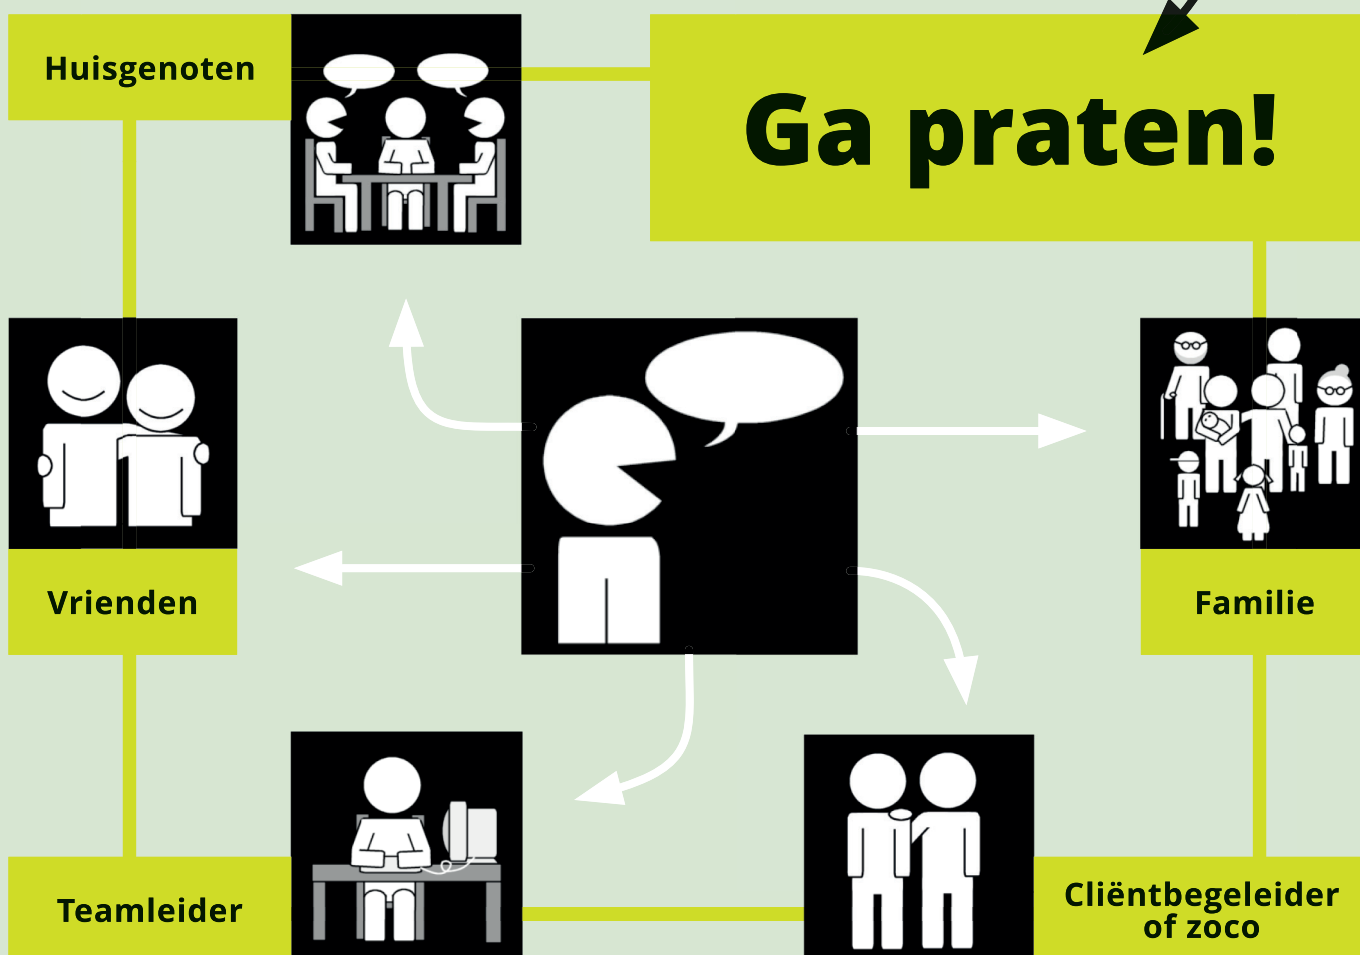 Huisgenoten
Ga praten!
Vrienden
Familie
Teamleider
Cliëntbegeleider
of zoco